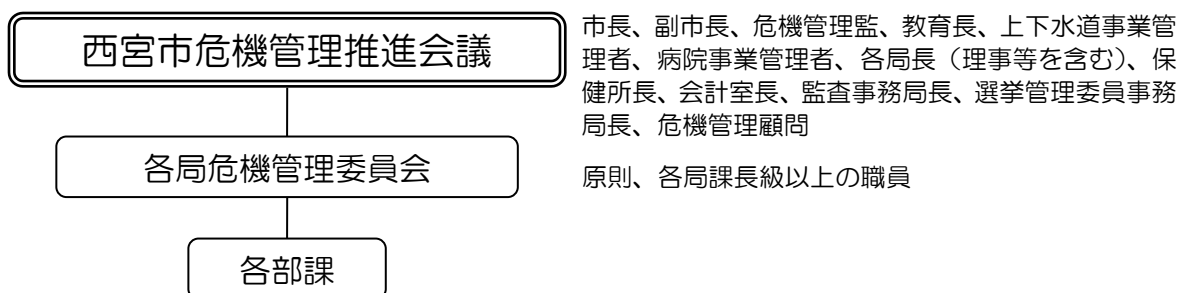 西宮市危機管理推進会議
市長、副市長、危機管理監、教育長、上下水道事業管
理者、病院事業管理者、各局長（理事等を含む）、保
健所長、会計室長、監査事務局長、選挙管理委員事務
局長、危機管理顧問
各局危機管理委員会
原則、各局課長級以上の職員
各部課